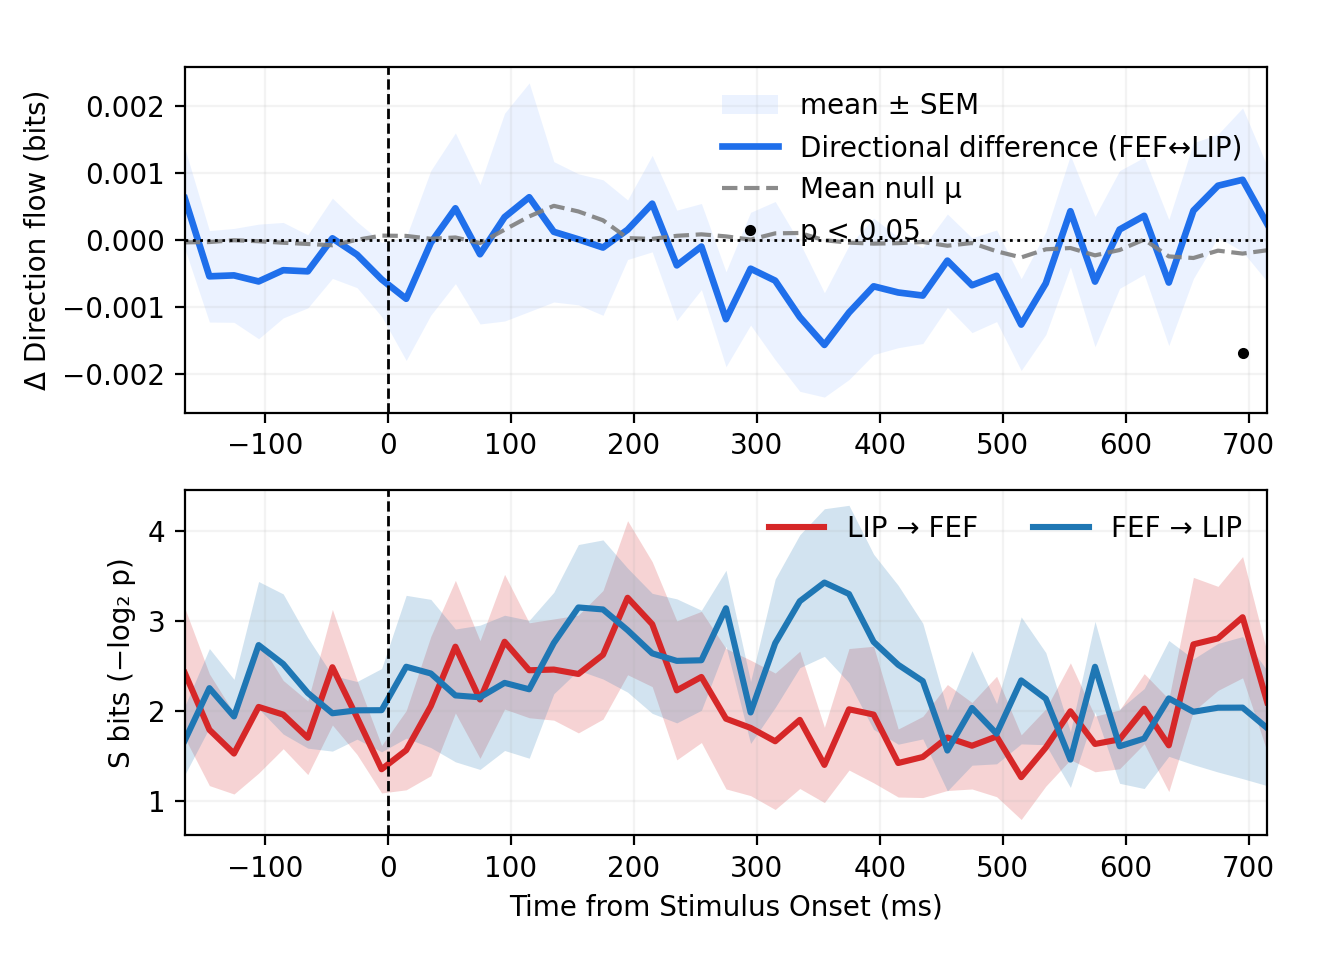 Δ Direction flow (bits)
0.002
0.001
0.000
−0.001
−0.002
mean ± SEM
Directional difference (FEF↔LIP)
Mean null μ
p < 0.05
−100 0 100 200 300 400 500 600 700
S bits (−log₂ p)
4
3
2
1
LIP → FEF FEF → LIP
−100 0 100 200 300 400 500 600 700
Time from Stimulus Onset (ms)